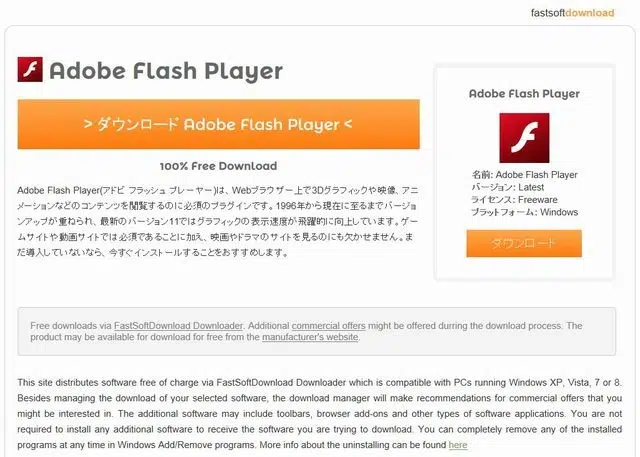 fastsoftdownload
Adobe Flash Player
> ダウンロード Adobe Flash Player <
100% Free Download
Adobe Flash Player(アドビ フラッシュ プレーヤー)は、Webブラウザー上で3Dグラフィックや映像、アニ
メーションなどのコンテンツを閲覧するのに必須のプラグインです。1996年から現在に至るまでバージョ
ンアップが重ねられ、最新のバージョン11ではグラフィックの表示速度が飛躍的に向上しています。ゲー
ムサイトや動画サイトでは必須であることに加え、映画やドラマのサイトを見るのにも欠かせません。ま
だ導入していないなら、今すぐインストールすることをおすすめします。
Adobe Flash Player
名前: Adobe Flash Player
バージョン: Latest
ライセンス: Freeware
プラットフォーム: Windows
ダウンロード
Free downloads via FastSoftDownload Downloader. Additional commercial offers might be offered durring the download process. The
product may be available for download for free from the manufacturer's website.
This site distributes software free of charge via FastSoftDownload Downloader which is compatible with PCs running Windows XP, Vista, 7 or 8.
Besides managing the download of your selected software, the download manager will make recommendations for commercial offers that you
might be interested in. The additional software may include toolbars, browser add-ons and other types of software applications. You are not
required to install any additional software to receive the software you are trying to download. You can completely remove any of the
installed programs at any time in Windows Add/Remove programs. More info about the uninstalling can be found here